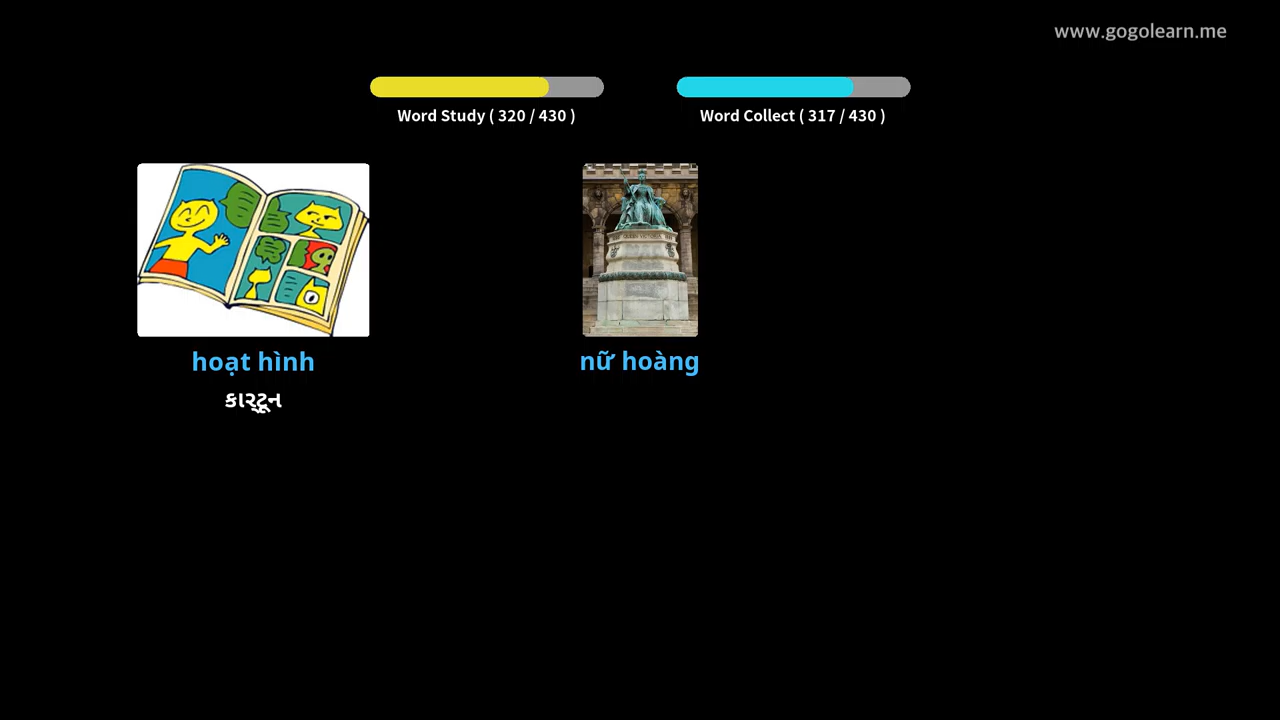 www.gogolearn.me
Word Study ( 320 / 430 )
Word Collect ( 317 / 430 )
hoạt hình
કાર્ટૂન
nữ hoàng